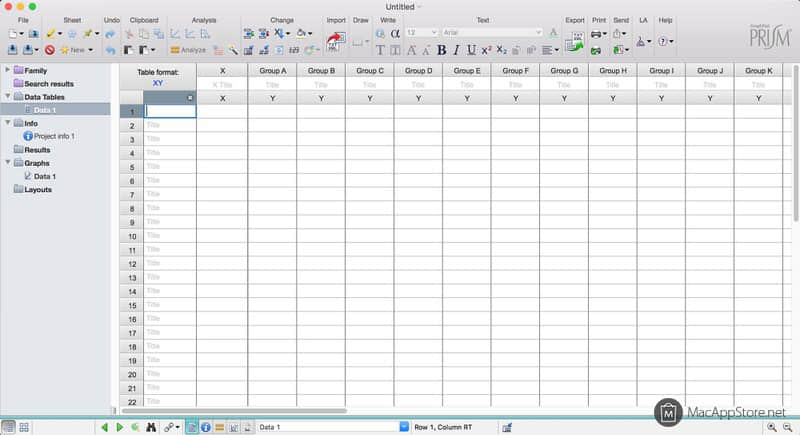 Untitled
File Sheet Undo Clipboard Analysis Change Import Draw Write Text Export Print Send LA Help
GraphPad PRISM
α 12 Arial A A
New Analyze T T A A B I U X² X₂
Family
Search results
Data Tables
Data 1
Info
Project info 1
Results
Graphs
Data 1
Layouts
Table format: X Group A Group B Group C Group D Group E Group F Group G Group H Group I Group J Group K
XY X Title Title Title Title Title Title Title Title Title Title Title Title
X Y Y Y Y Y Y Y Y Y Y Y
1
2 Title
3 Title
4 Title
5 Title
6 Title
7 Title
8 Title
9 Title
10 Title
11 Title
12 Title
13 Title
14 Title
15 Title
16 Title
17 Title
18 Title
19 Title
20 Title
21 Title
22 Title
MacAppStore.net
Data 1 Row 1, Column RT